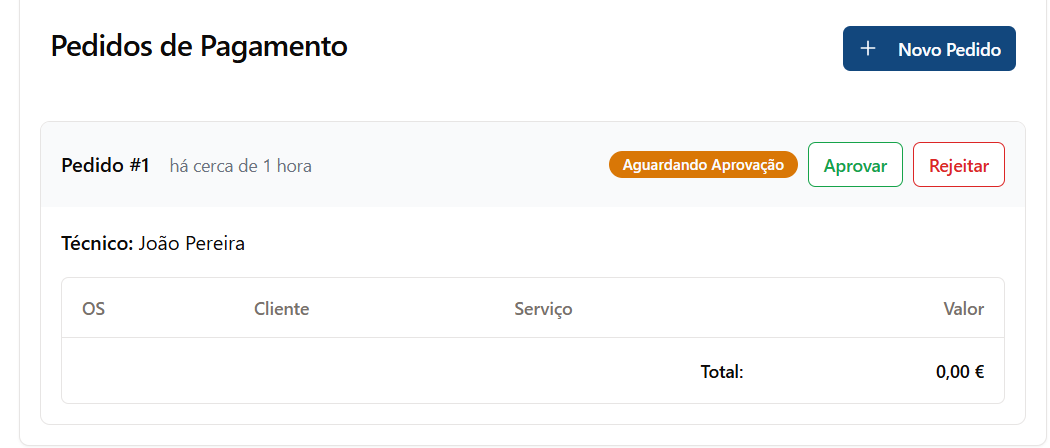 Pedidos de Pagamento
Novo Pedido
Pedido #1 há cerca de 1 hora Aguardando Aprovação Aprovar Rejeitar
Técnico: João Pereira
OS Cliente Serviço Valor
Total: 0,00 €